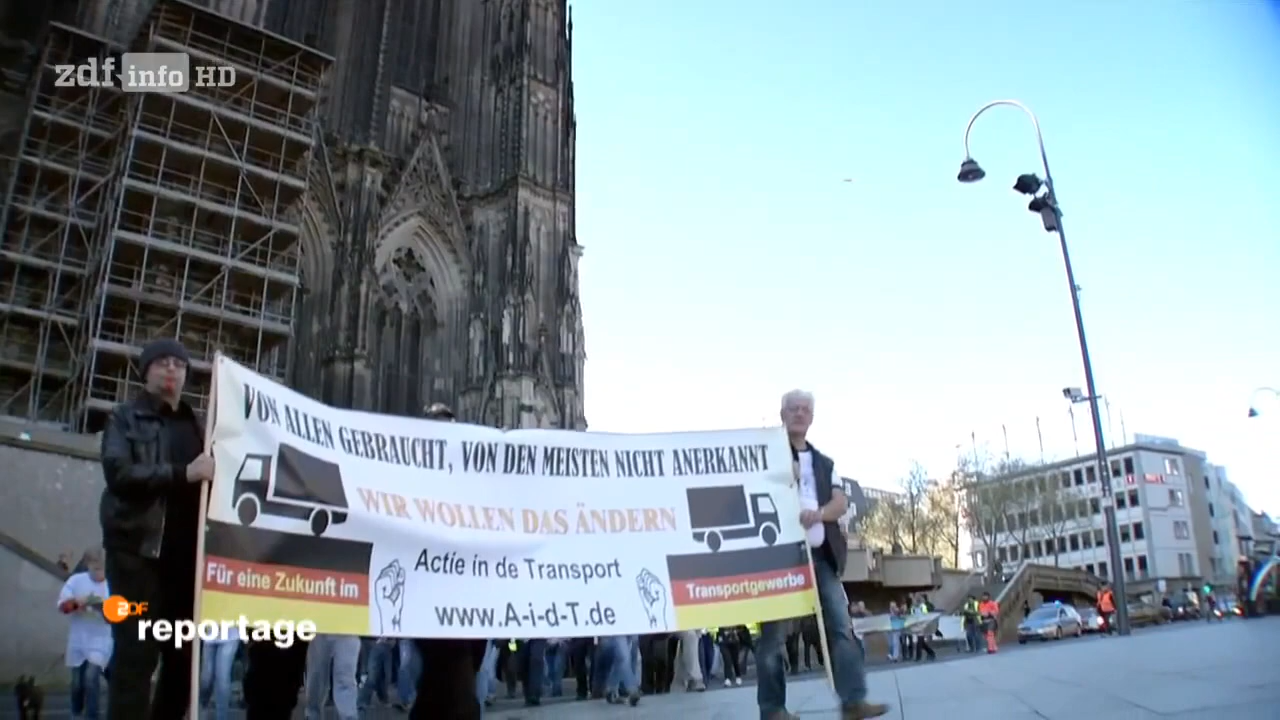 zdf info HD
VON ALLEN GEBRAUCHT, VON DEN MEISTEN NICHT ANERKANNT
WIR WOLLEN DAS ÄNDERN
Actie in de Transport
Für eine Zukunft im
Transportgewerbe
www.A-i-d-T.de
ZDF
reportage